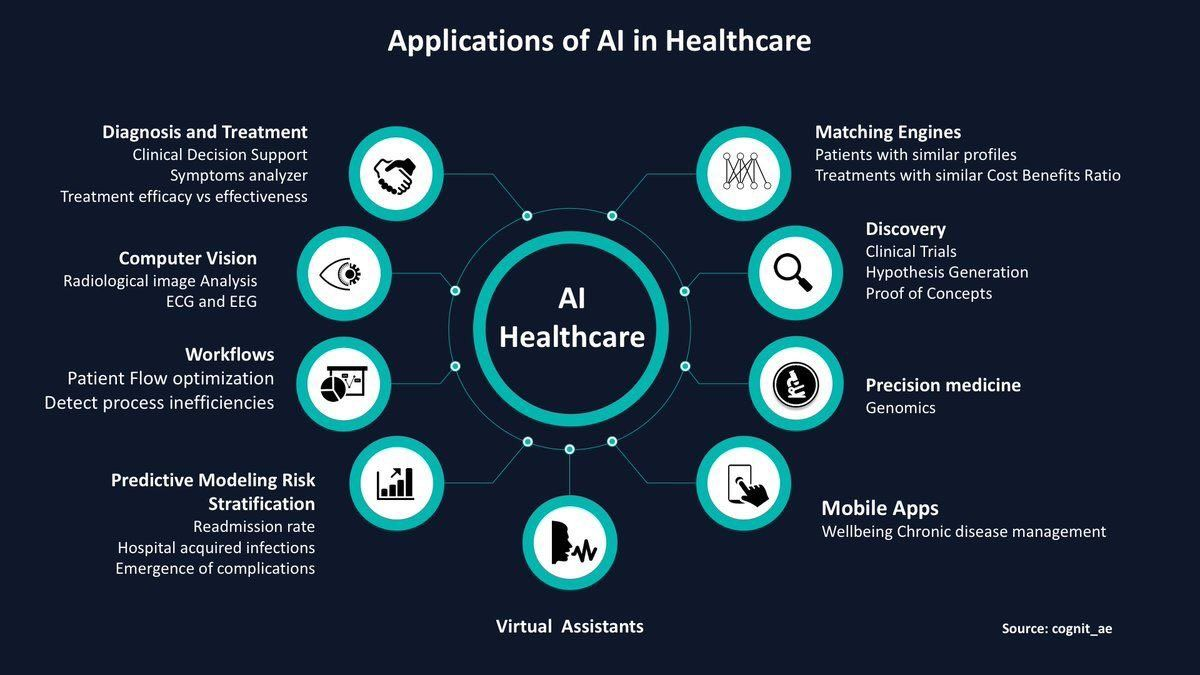 Applications of AI in Healthcare
Diagnosis and Treatment
Clinical Decision Support
Symptoms analyzer
Treatment efficacy vs effectiveness
Computer Vision
Radiological image Analysis
ECG and EEG
Workflows
Patient Flow optimization
Detect process inefficiencies
Predictive Modeling Risk
Stratification
Readmission rate
Hospital acquired infections
Emergence of complications
AI
Healthcare
Virtual Assistants
Matching Engines
Patients with similar profiles
Treatments with similar Cost Benefits Ratio
Discovery
Clinical Trials
Hypothesis Generation
Proof of Concepts
Precision medicine
Genomics
Mobile Apps
Wellbeing Chronic disease management
Source: cognit_ae